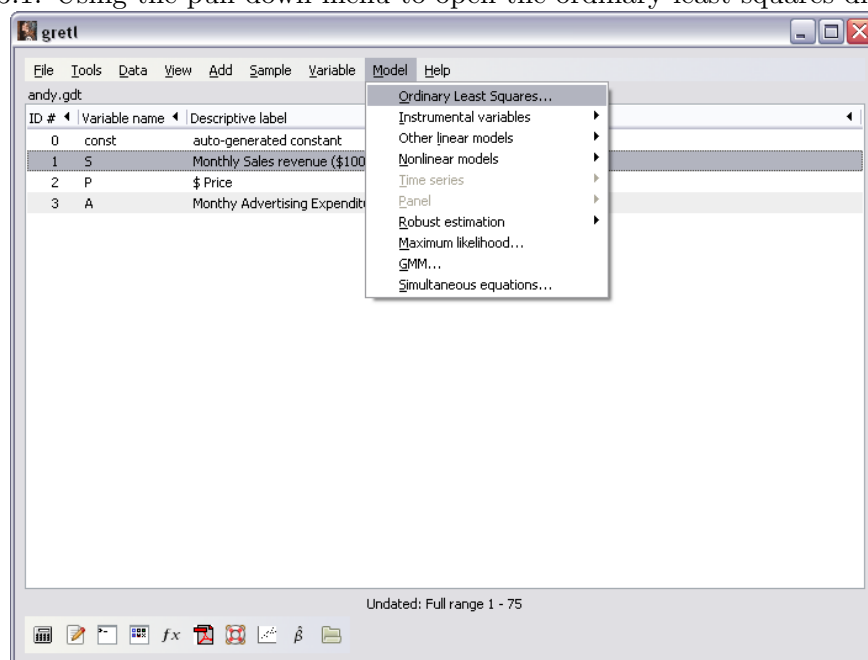 Using the pull-down menu to open the ordinary least squares
gretl
File Tools Data View Add Sample Variable Model Help
andy.gdt
ID # Variable name Descriptive label
0 const auto-generated constant
1 S Monthly Sales revenue ($100
2 P $ Price
3 A Monthy Advertising Expendit
Ordinary Least Squares...
Instrumental variables
Other linear models
Nonlinear models
Time series
Panel
Robust estimation
Maximum likelihood...
GMM...
Simultaneous equations...
Undated: Full range 1 - 75
fx β̂